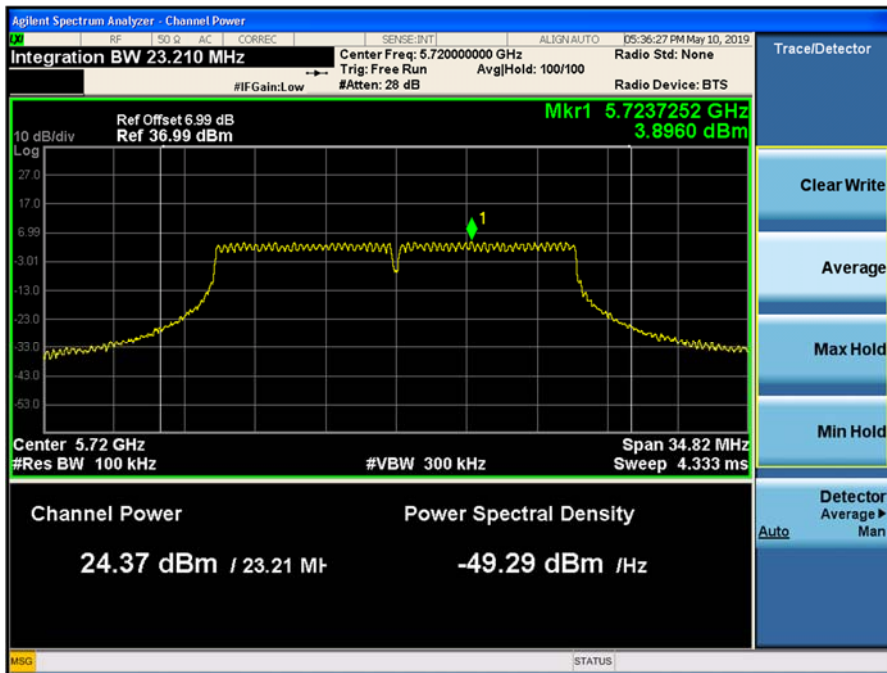 Agilent Spectrum Analyzer - Channel Power
LXI RF 50 Ω AC CORREC SENSE:INT ALIGN AUTO 05:36:27 PM May 10, 2019
Integration BW 23.210 MHz
Center Freq: 5.720000000 GHz
Radio Std: None
Trig: Free Run
Avg|Hold: 100/100
#IFGain:Low
#Atten: 28 dB
Radio Device: BTS
Trace/Detector
Mkr1 5.7237252 GHz
3.8960 dBm
Ref Offset 6.99 dB
10 dB/div Ref 36.99 dBm
Log
27.0
17.0
6.99
-3.01
-13.0
-23.0
-33.0
-43.0
-53.0
1
Center 5.72 GHz
Span 34.82 MHz
#Res BW 100 kHz
#VBW 300 kHz
Sweep 4.333 ms
Channel Power
Power Spectral Density
24.37 dBm / 23.21 MH
-49.29 dBm /Hz
Clear Write
Average
Max Hold
Min Hold
Detector
Average
Auto Man
MSG
STATUS